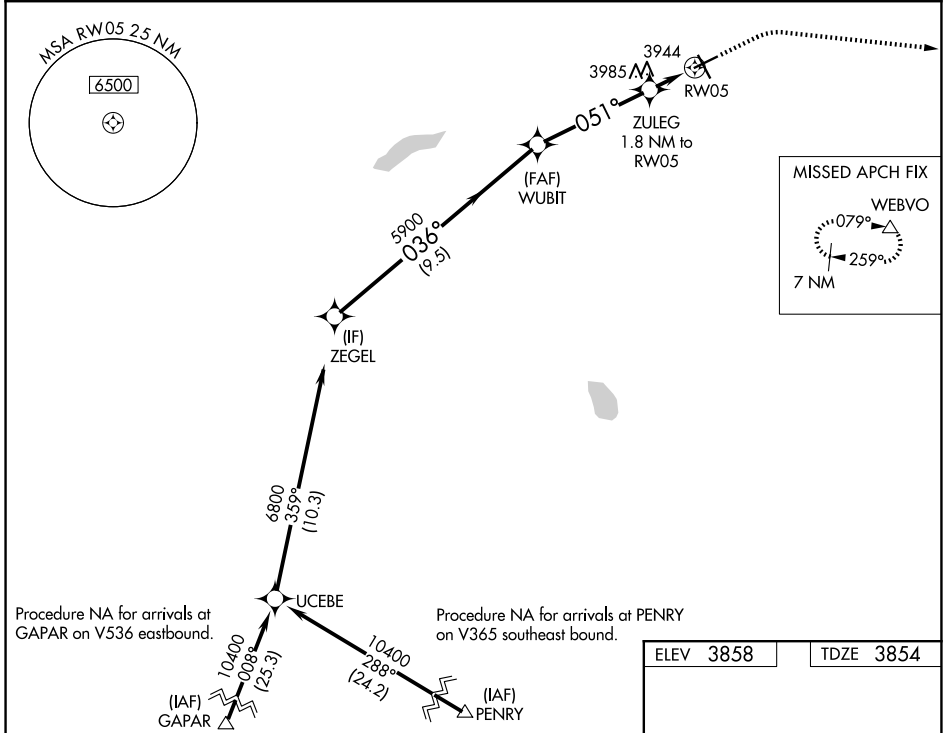 MSA RW05 25 NM
6500
3944
3985
RW05
051°
ZULEG
1.8 NM to
RW05
(FAF)
WUBIT
MISSED APCH FIX
WEBVO
079°
259°
7 NM
5900
036°
(9.5)
(IF)
ZEGEL
6800
359°
(10.3)
UCEBE
Procedure NA for arrivals at
GAPAR on V536 eastbound.
Procedure NA for arrivals at PENRY
on V365 southeast bound.
10400
008°
(25.3)
10400
288°
(24.2)
(IAF)
GAPAR
(IAF)
PENRY
ELEV 3858
TDZE 3854